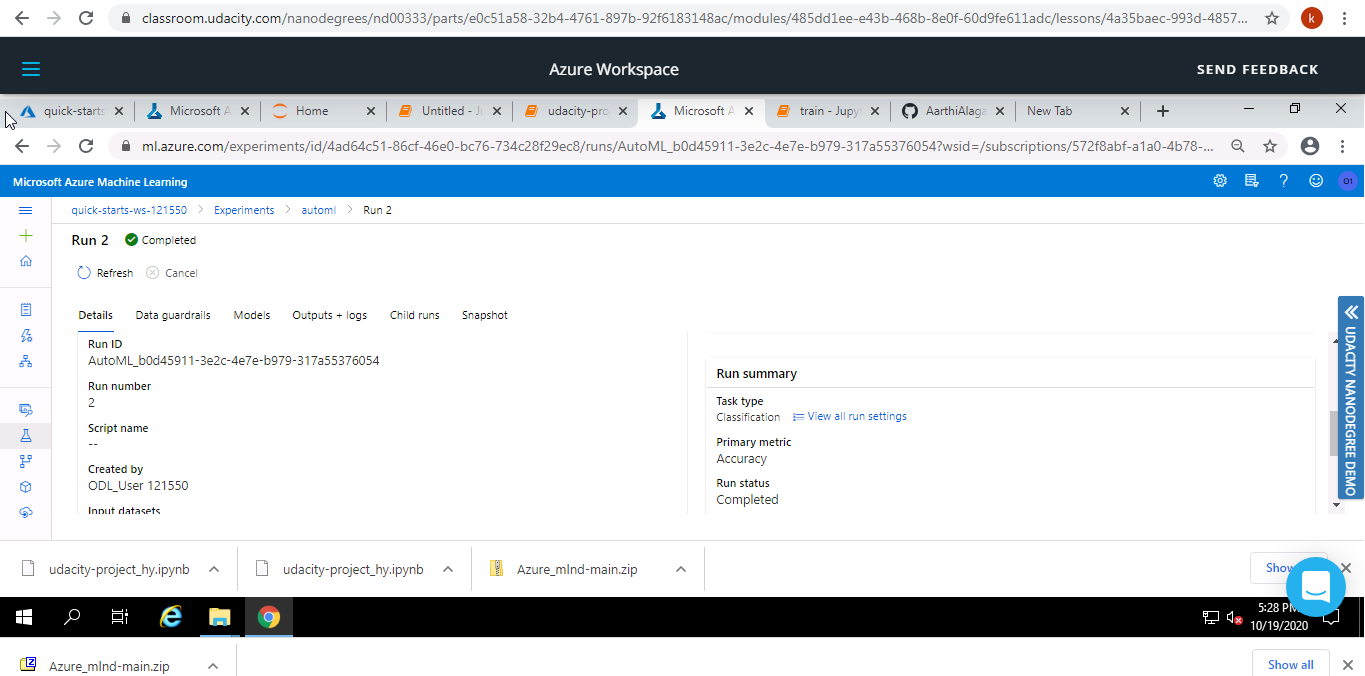 classroom.udacity.com/nanodegrees/nd00333/parts/e0c51a58-32b4-4761-897b-92f6183148ac/modules/485dd1ee-e43b-468b-8e0f-60d9fe611adc/lessons/4a35baec-993d-4857... k
Azure Workspace SEND FEEDBACK
quick-starts Microsoft A Home Untitled - Ju udacity-pro Microsoft A train - Jupyt AarthiAlaga New Tab
ml.azure.com/experiments/id/4ad64c51-86cf-46e0-bc76-734c28f29ec8/runs/AutoML_b0d45911-3e2c-4e7e-b979-317a55376054?wsid=/subscriptions/572f8abf-a1a0-4b78-...
Microsoft Azure Machine Learning O1
quick-starts-ws-121550 > Experiments > automl > Run 2
Run 2 Completed
Refresh Cancel
Details Data guardrails Models Outputs + logs Child runs Snapshot
Run ID
AutoML_b0d45911-3e2c-4e7e-b979-317a55376054
Run number
2
Script name
--
Created by
ODL_User 121550
Input datasets
Run summary
Task type
Classification View all run settings
Primary metric
Accuracy
Run status
Completed
UDACITY NANODEGREE DEMO
udacity-project_hy.ipynb udacity-project_hy.ipynb Azure_mlnd-main.zip Show
5:28 PM
10/19/2020
Azure_mlnd-main.zip Show all